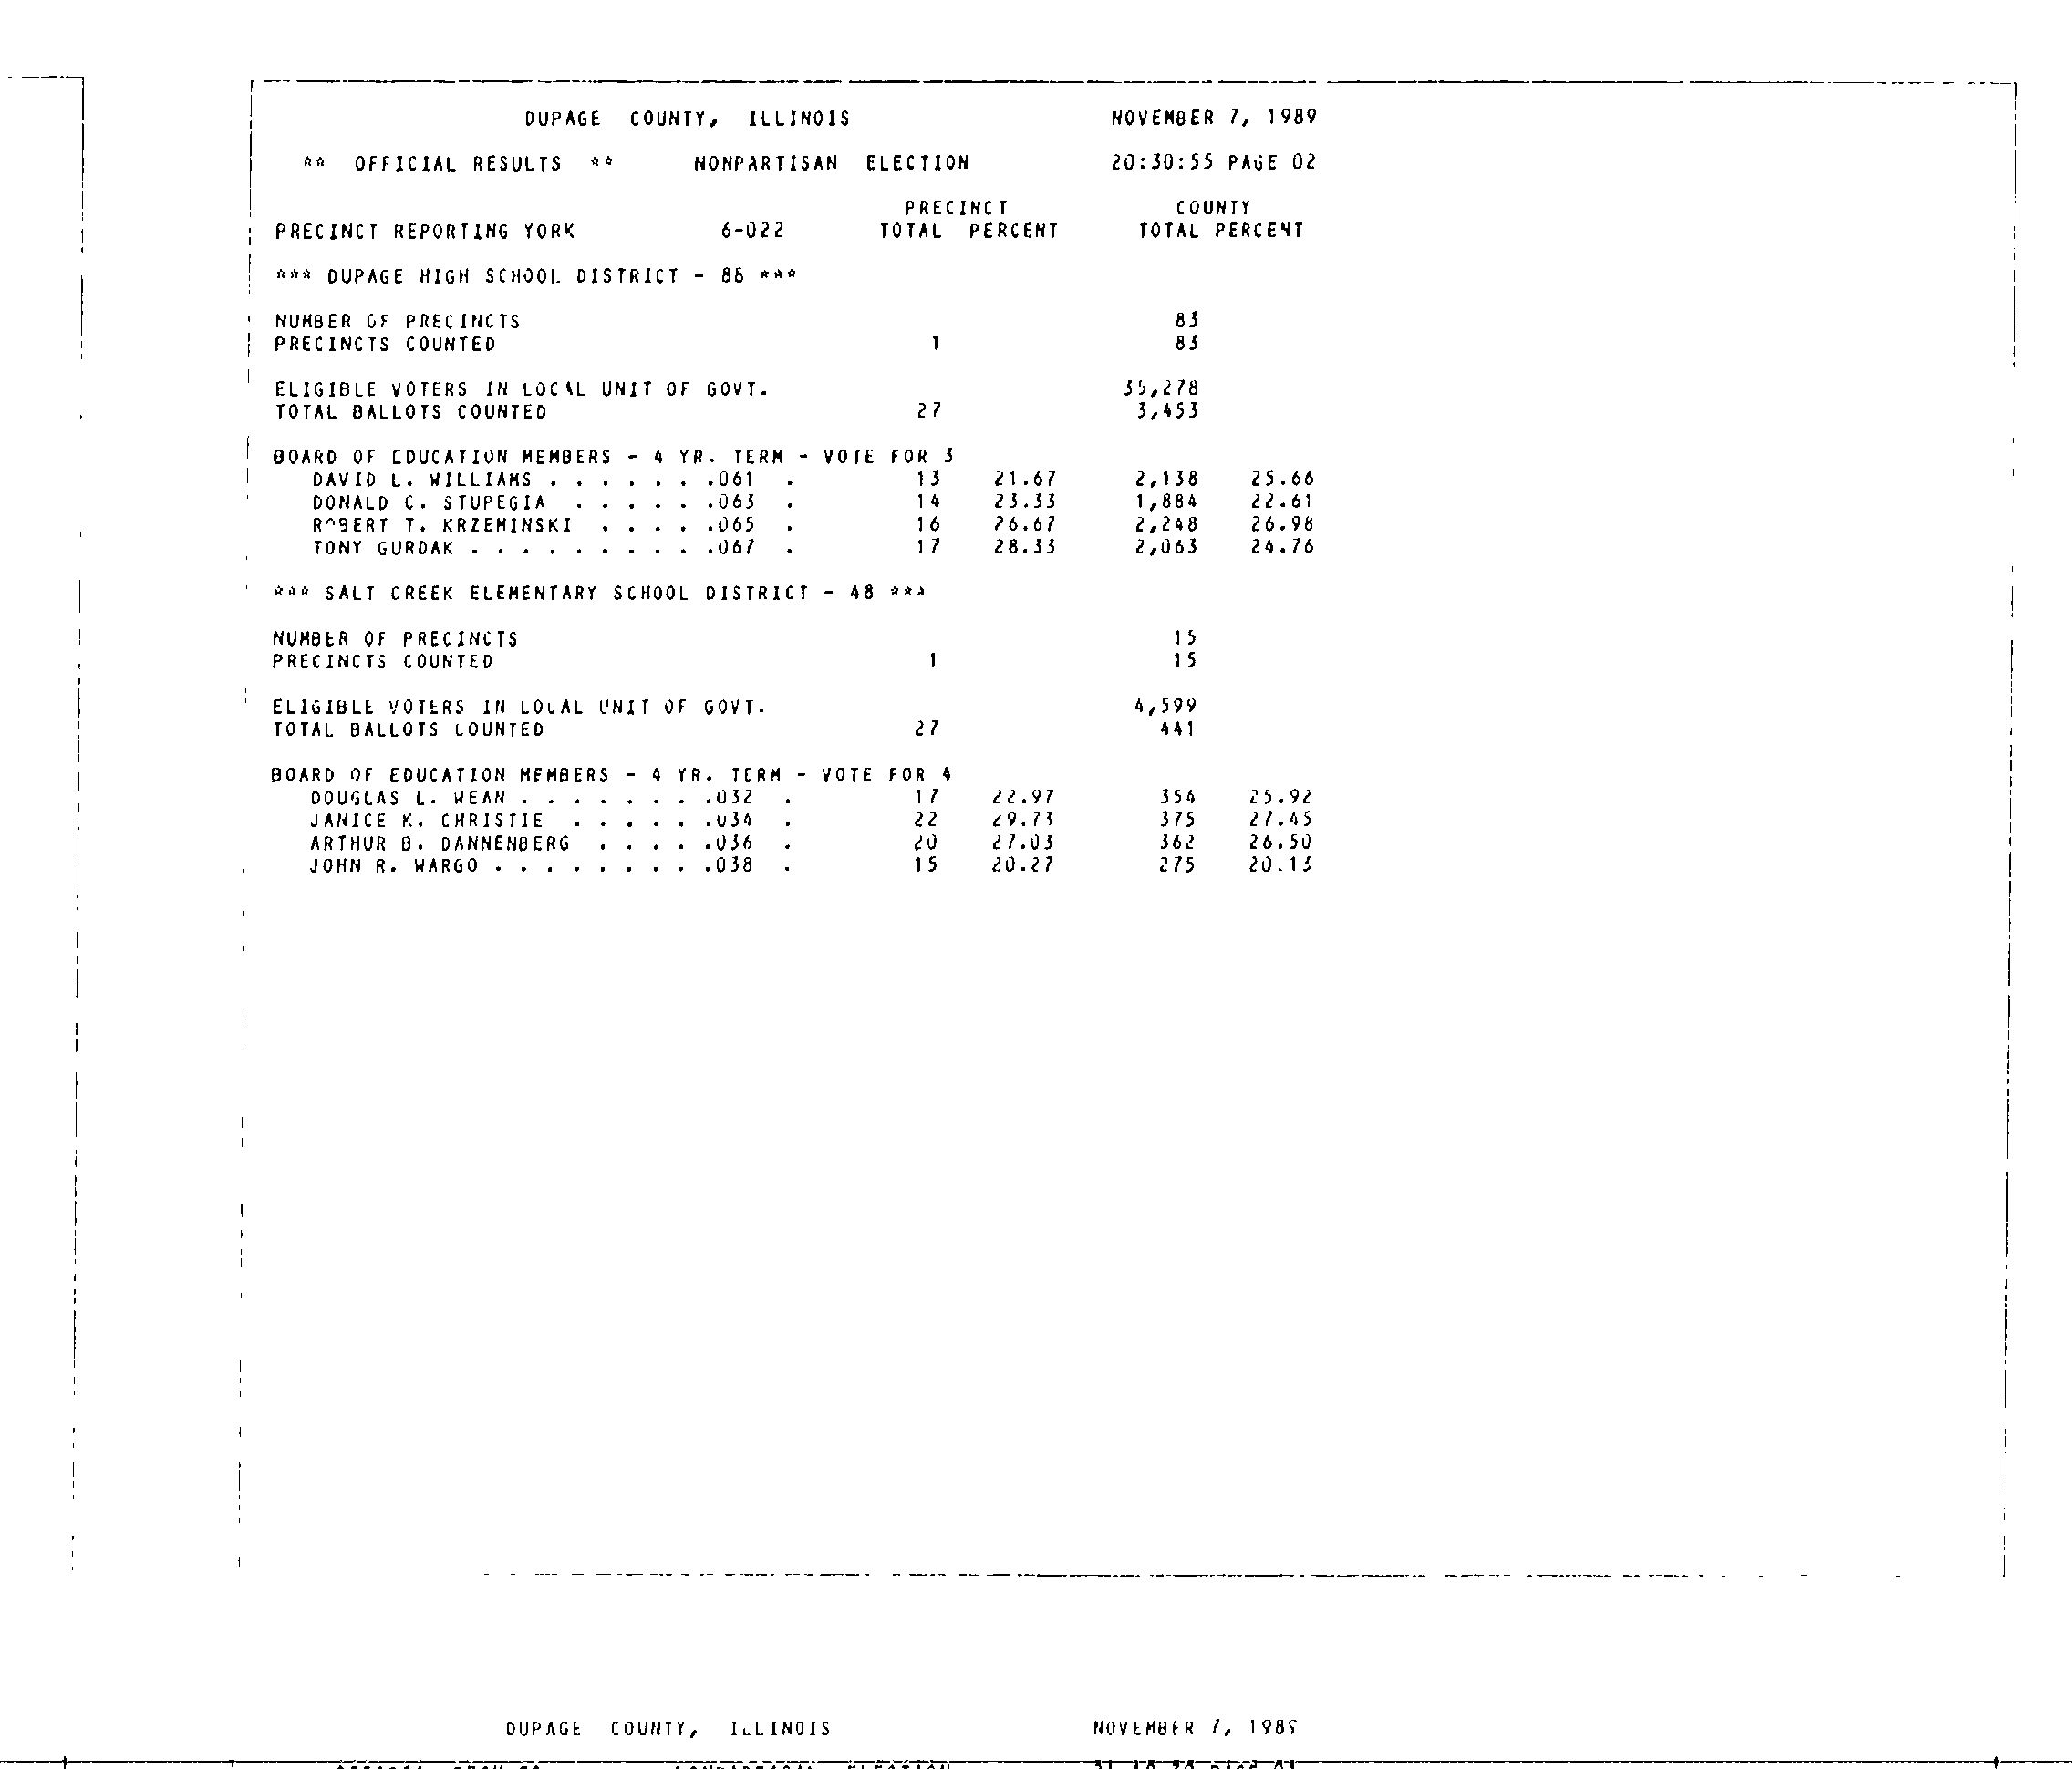 DUPAGE COUNTY, ILLINOIS NOVEMBER 7, 1989
** OFFICIAL RESULTS ** NONPARTISAN ELECTION 20:30:55 PAGE 02
PRECINCT COUNTY
PRECINCT REPORTING YORK 6-022 TOTAL PERCENT TOTAL PERCENT
*** DUPAGE HIGH SCHOOL DISTRICT - 88 ***
NUMBER OF PRECINCTS 83
PRECINCTS COUNTED 1 83
ELIGIBLE VOTERS IN LOCAL UNIT OF GOVT. 35,278
TOTAL BALLOTS COUNTED 27 3,453
BOARD OF EDUCATION MEMBERS - 4 YR. TERM - VOTE FOR 3
DAVID L. WILLIAMS . . . . . . .061 . 13 21.67 2,138 25.66
DONALD C. STUPEGIA . . . . . .063 . 14 23.33 1,884 22.61
ROBERT T. KRZEMINSKI . . . . .065 . 16 26.67 2,248 26.98
TONY GURDAK . . . . . . . . . .067 . 17 28.33 2,063 24.76
*** SALT CREEK ELEMENTARY SCHOOL DISTRICT - 48 ***
NUMBER OF PRECINCTS 15
PRECINCTS COUNTED 1 15
ELIGIBLE VOTERS IN LOCAL UNIT OF GOVT. 4,599
TOTAL BALLOTS COUNTED 27 441
BOARD OF EDUCATION MEMBERS - 4 YR. TERM - VOTE FOR 4
DOUGLAS L. WEAN . . . . . . . .032 . 17 22.97 354 25.92
JANICE K. CHRISTIE . . . . . .034 . 22 29.73 375 27.45
ARTHUR B. DANNENBERG . . . . .036 . 20 27.03 362 26.50
JOHN R. WARGO . . . . . . . . .038 . 15 20.27 275 20.13
DUPAGE COUNTY, ILLINOIS NOVEMBER 7, 1989
ELECTION